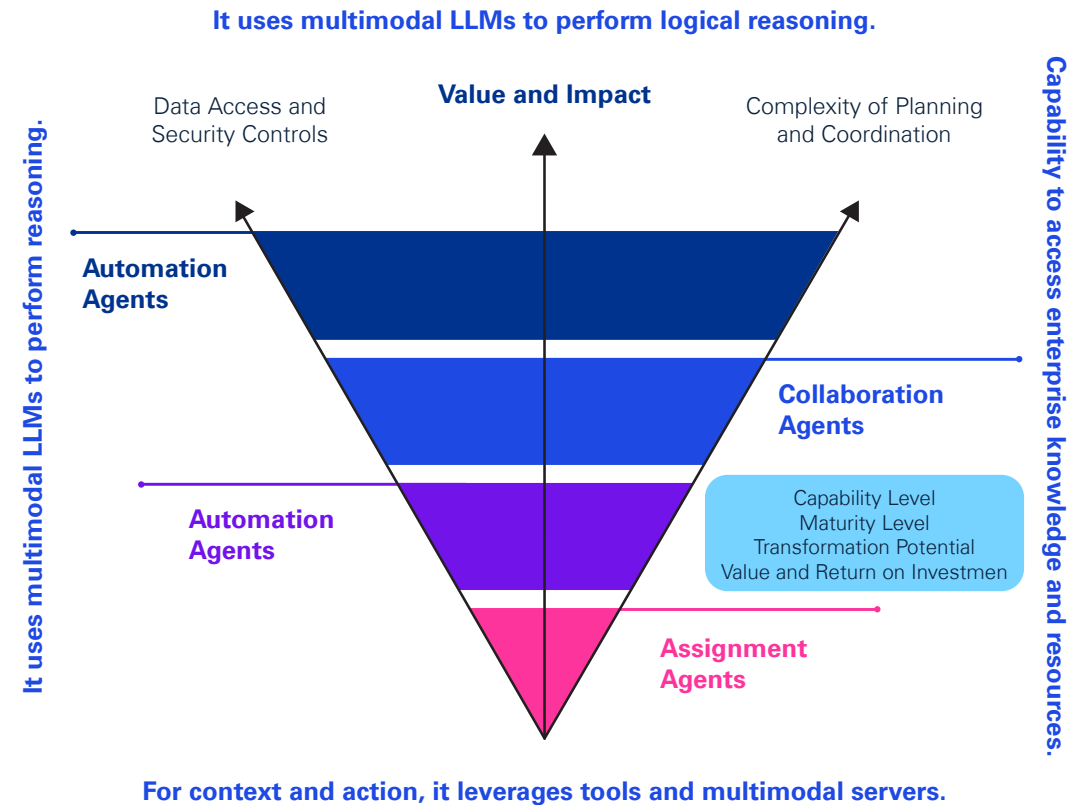 It uses multimodal LLMs to perform logical reasoning.
Value and Impact
Data Access and
Security Controls
Complexity of Planning
and Coordination
It uses multimodal LLMs to perform reasoning.
Capability to access enterprise knowledge and resources.
Automation
Agents
Collaboration
Agents
Automation
Agents
Capability Level
Maturity Level
Transformation Potential
Value and Return on Investmen
Assignment
Agents
For context and action, it leverages tools and multimodal servers.